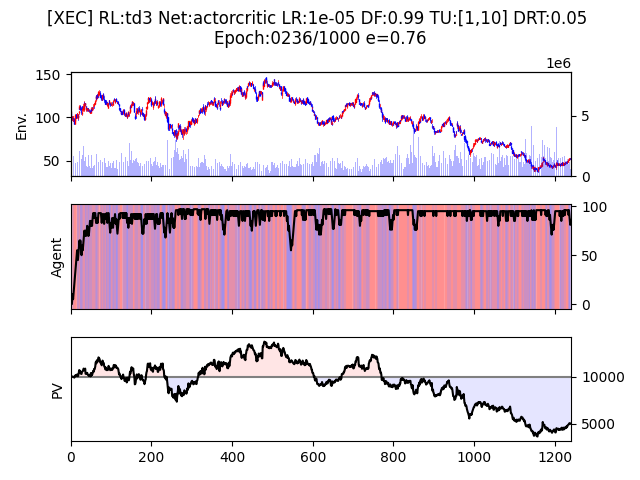 [XEC] RL:td3 Net:actorcritic LR:1e-05 DF:0.99 TU:[1,10] DRT:0.05
Epoch:0236/1000 e=0.76
1e6
150
100
50
Env.
5
0
Agent
100
50
0
PV
10000
5000
0
200
400
600
800
1000
1200